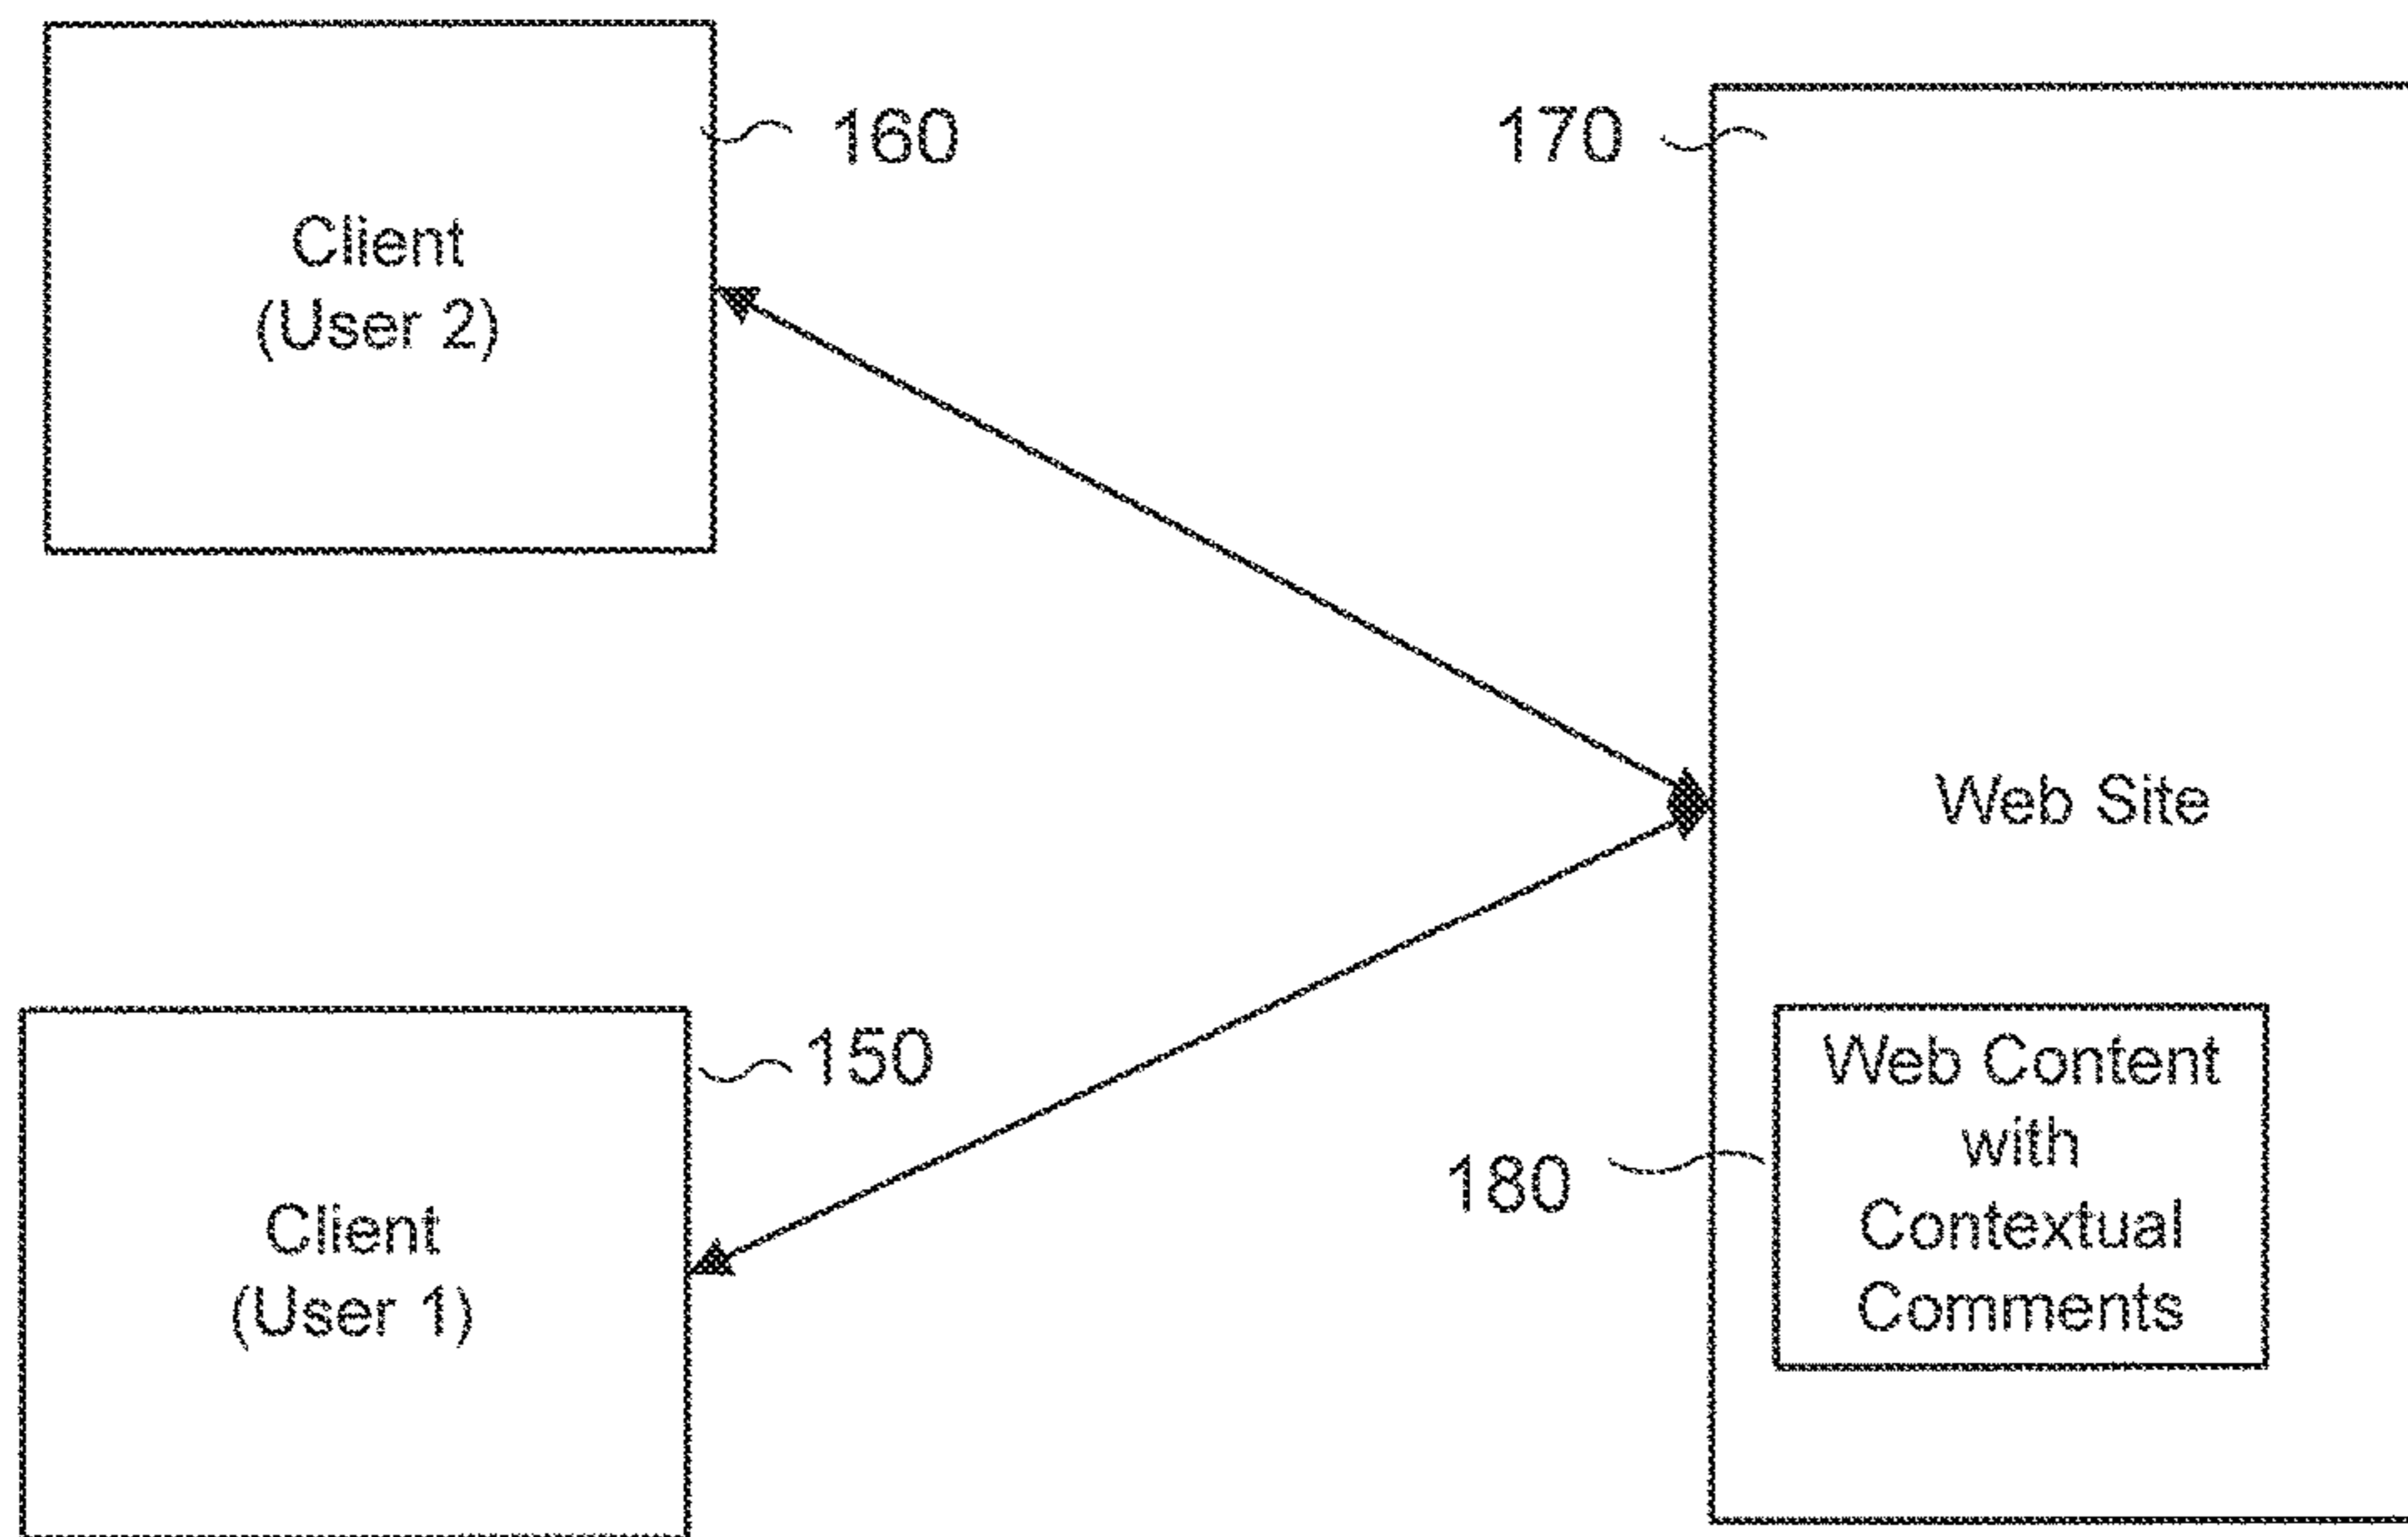 160
170
Client
(User 2)
Web Site
150
180
Web Content
with
Contextual
Comments
Client
(User 1)